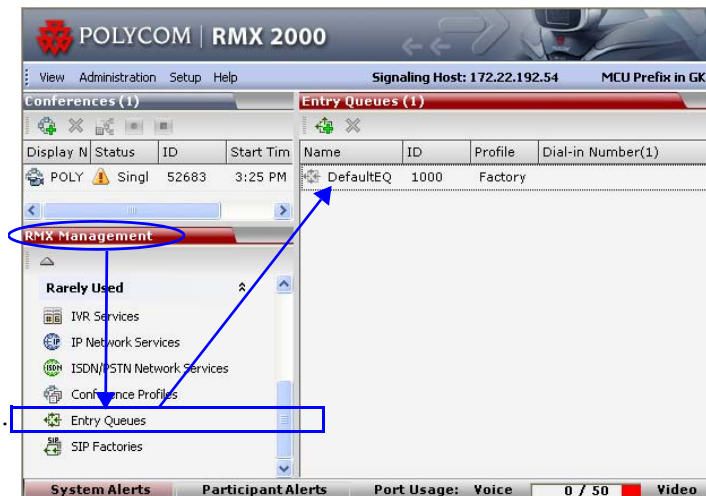 POLYCOM | RMX 2000
View Administration Setup Help Signaling Host: 172.22.192.54 MCU Prefix in GK
Conferences (1)
Display N Status ID Start Tim
POLY Singl 52683 3:25 PM
Entry Queues (1)
Name ID Profile Dial-in Number(1)
DefaultEQ 1000 Factory
RMX Management
Rarely Used
IVR Services
IP Network Services
ISDN/PSTN Network Services
Conference Profiles
Entry Queues
SIP Factories
System Alerts Participant Alerts Port Usage: Voice 0 / 50 Video